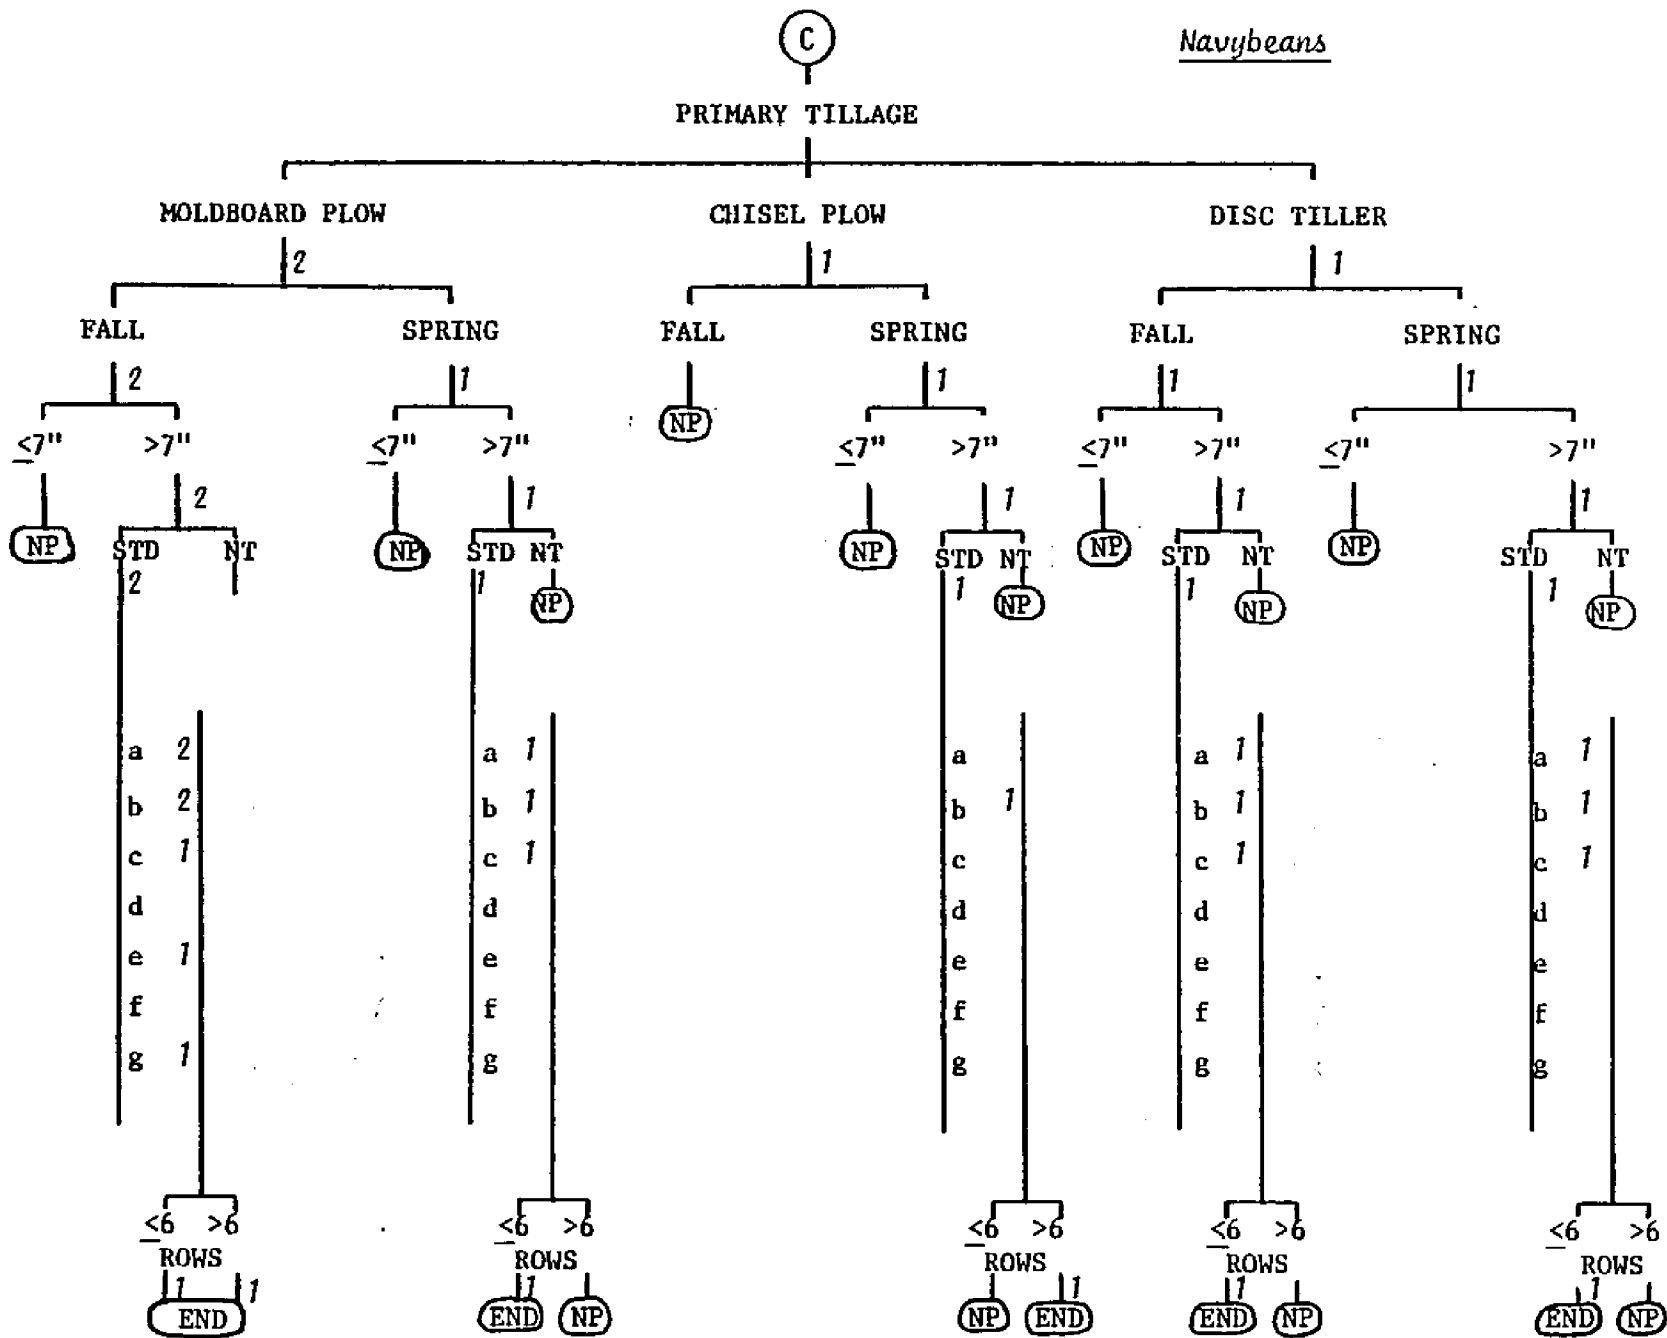 C
Navybeans
PRIMARY TILLAGE
MOLDBOARD PLOW CHISEL PLOW DISC TILLER
2 1 1
FALL SPRING FALL SPRING FALL SPRING
2 1 1 1 1
NP
≤7" >7" ≤7" >7" ≤7" >7" ≤7" >7" ≤7" >7"
2 1 1 1 1
NP STD NT NP STD NT NP STD NT NP STD NT NP STD NT
2 1 1 1 1
NP NP NP NP
a 2 a 1 a a 1 a 1
b 2 b 1 b 1 b 1 b 1
c 1 c 1 c c 1 c 1
d d d d d
e 1 e e e e
f f f f f
g 1 g g g g
≤6 >6 ≤6 >6 ≤6 >6 ≤6 >6 ≤6 >6
ROWS ROWS ROWS ROWS ROWS
1 1 1 1 1 1
END END NP NP END END NP END NP